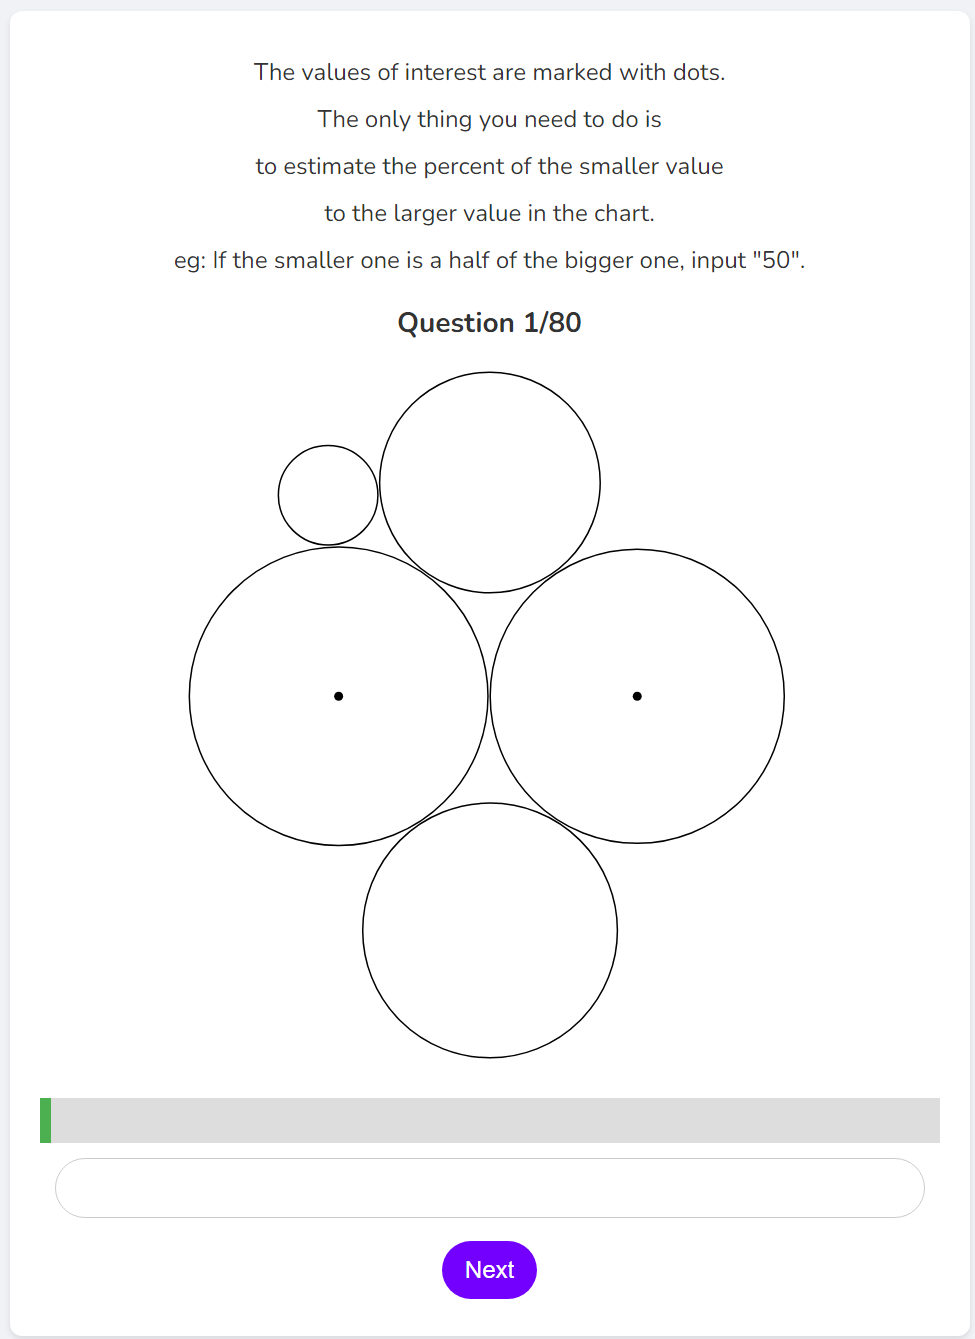 The values of interest are marked with dots.
The only thing you need to do is
to estimate the percent of the smaller value
to the larger value in the chart.
eg: If the smaller one is a half of the bigger one, input "50".
Question 1/80
Next